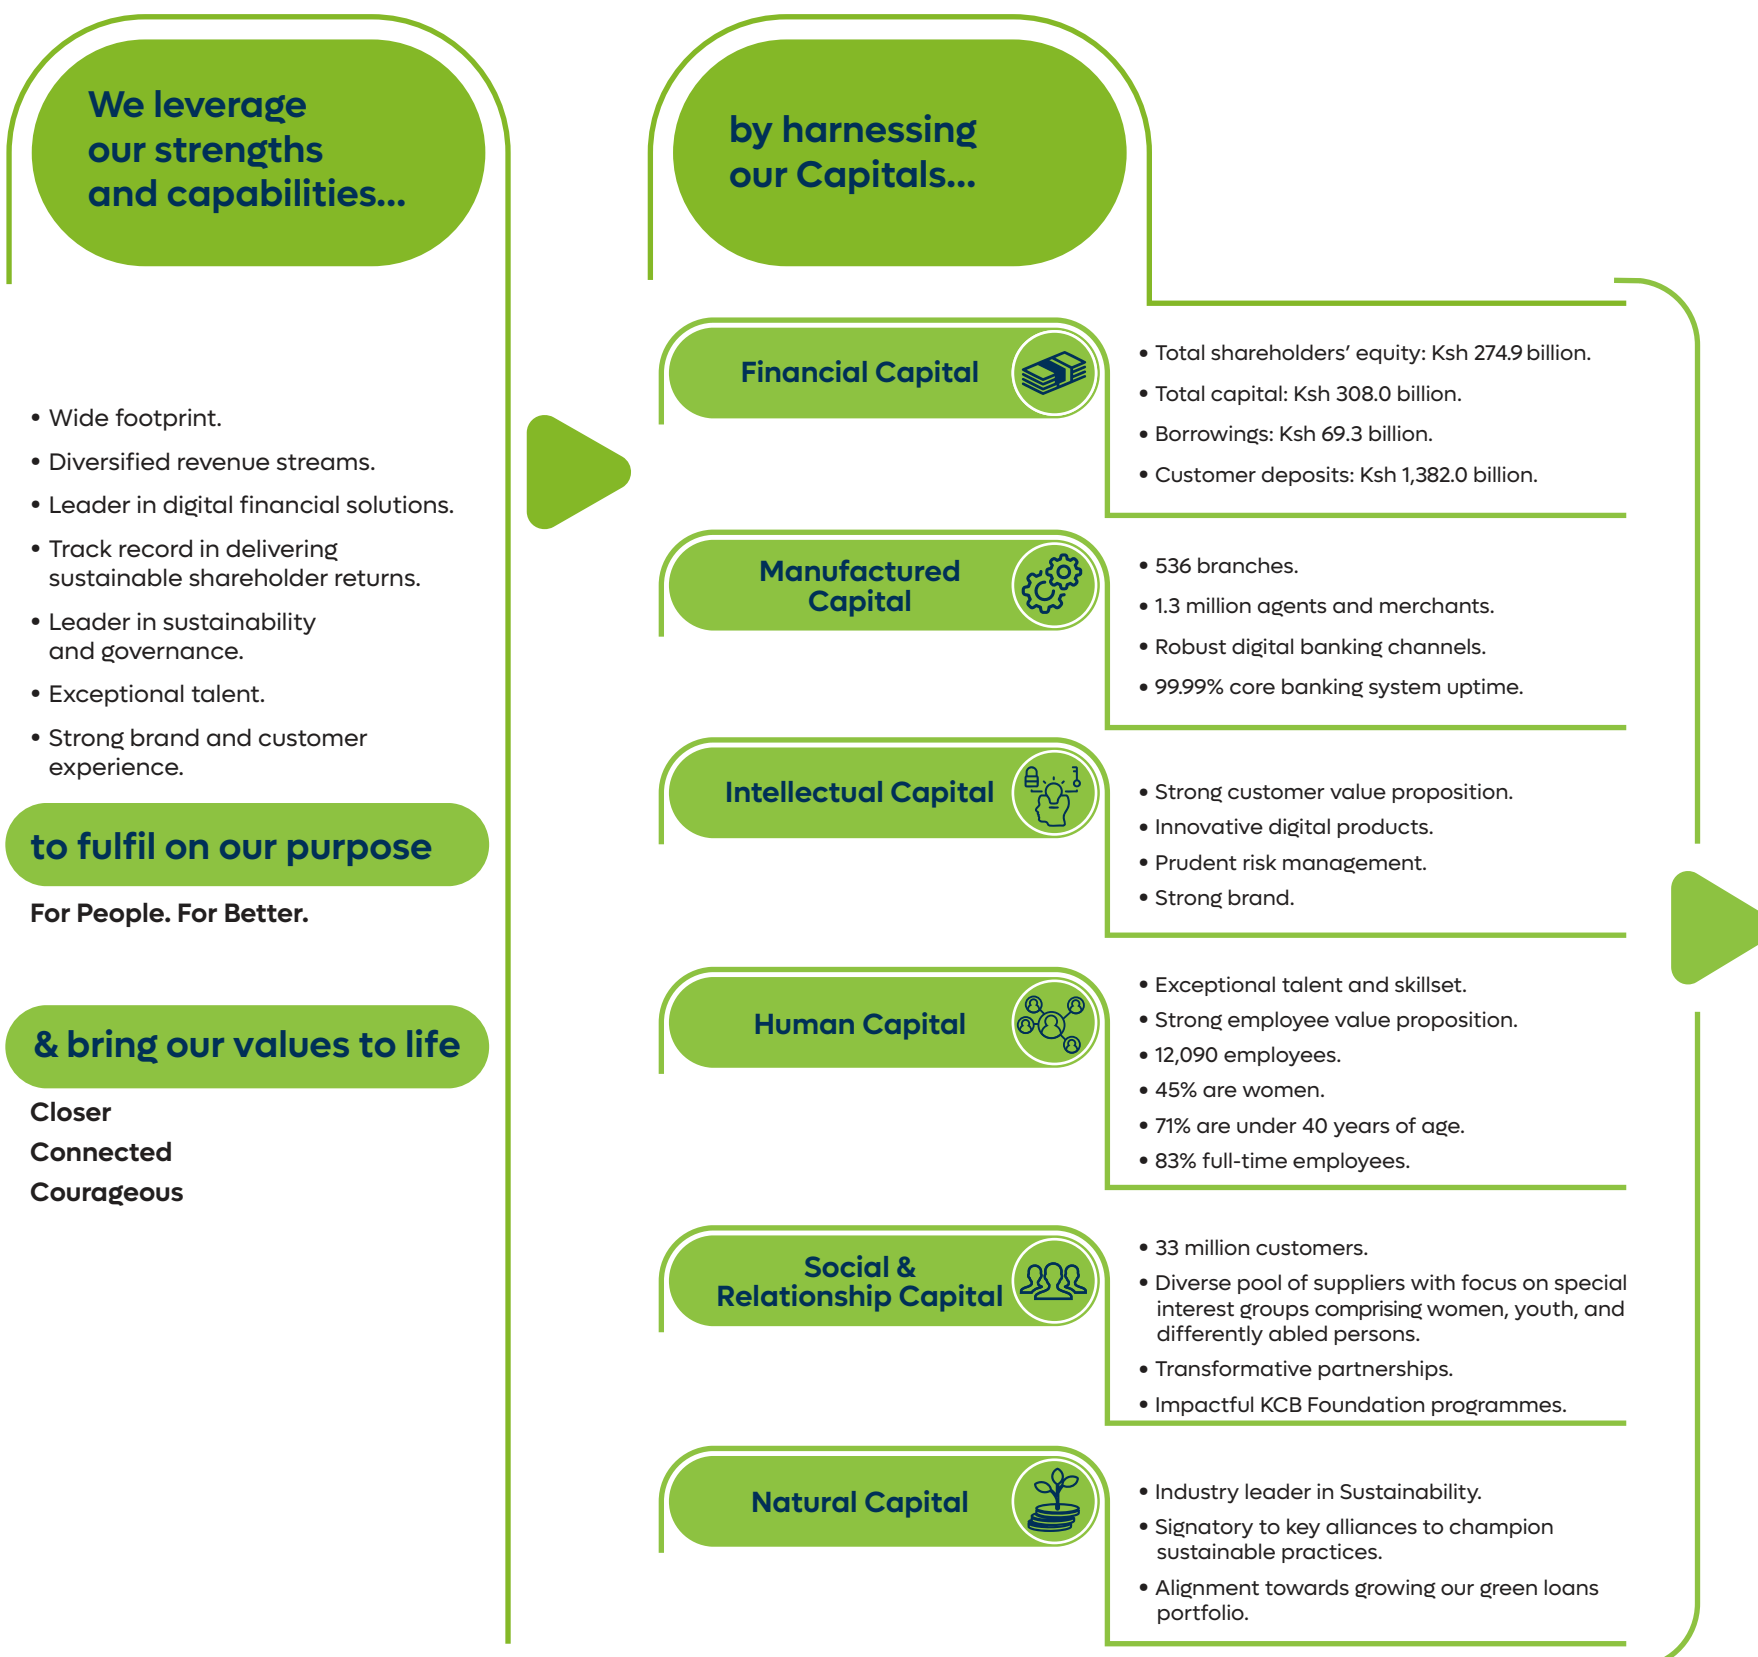 We leverage
our strengths
and capabilities...
• Wide footprint.
• Diversified revenue streams.
• Leader in digital financial solutions.
• Track record in delivering
sustainable shareholder returns.
• Leader in sustainability
and governance.
• Exceptional talent.
• Strong brand and customer
experience.
to fulfil on our purpose
For People. For Better.
& bring our values to life
Closer
Connected
Courageous
by harnessing
our Capitals...
Financial Capital
• Total shareholders’ equity: Ksh 274.9 billion.
• Total capital: Ksh 308.0 billion.
• Borrowings: Ksh 69.3 billion.
• Customer deposits: Ksh 1,382.0 billion.
Manufactured
Capital
• 536 branches.
• 1.3 million agents and merchants.
• Robust digital banking channels.
• 99.99% core banking system uptime.
Intellectual Capital
• Strong customer value proposition.
• Innovative digital products.
• Prudent risk management.
• Strong brand.
Human Capital
• Exceptional talent and skillset.
• Strong employee value proposition.
• 12,090 employees.
• 45% are women.
• 71% are under 40 years of age.
• 83% full-time employees.
Social &
Relationship Capital
• 33 million customers.
• Diverse pool of suppliers with focus on special
interest groups comprising women, youth, and
differently abled persons.
• Transformative partnerships.
• Impactful KCB Foundation programmes.
Natural Capital
• Industry leader in Sustainability.
• Signatory to key alliances to champion
sustainable practices.
• Alignment towards growing our green loans
portfolio.